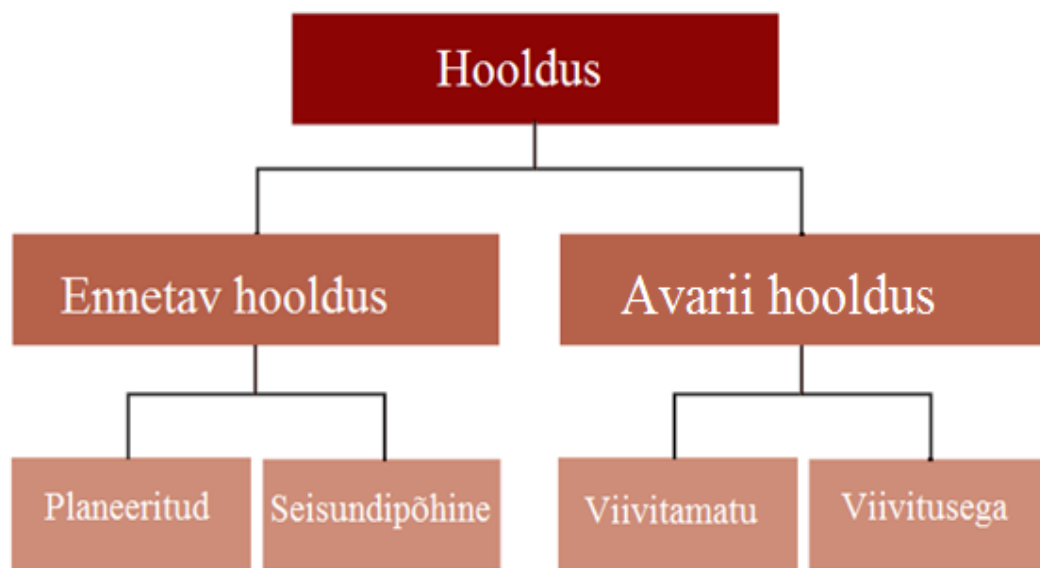 Hooldus
Ennetav hooldus
Avarii hooldus
Planeeritud
Seisundipõhine
Viivitamatu
Viivitusega